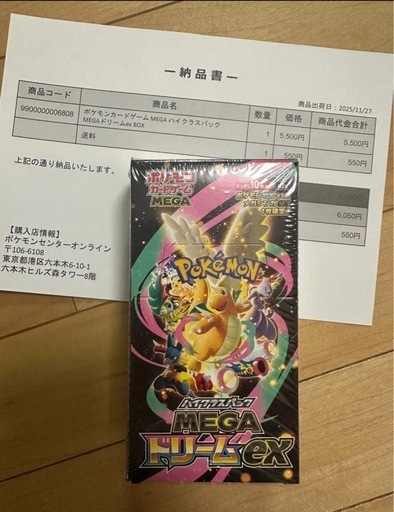 ― 納品書 ―
商品出荷日：2025/11/27
商品コード 商品名 数量 価格 商品代金合計
9900000006808 ポケモンカードゲーム MEGA ハイクラスパック MEGAドリームex BOX 1 5,500円 5,500円
送料 1 550円 550円
上記の通り納品いたします。
6,050円
550円
【購入店情報】
ポケモンセンターオンライン
〒106-6108
東京都港区六本木6-10-1
六本木ヒルズ森タワー8階
ポケモン
カードゲーム
MEGA
1枚確定
POKÉMON
ハイクラスパック
MEGA
ドリームex